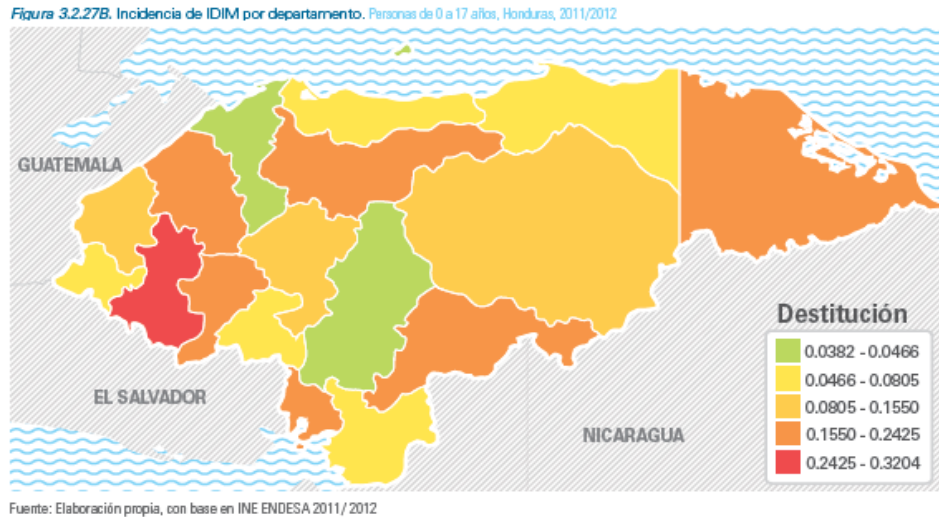 Figura 3.2.27B. Incidencia de IDIM por departamento. Personas de 0 a 17 años, Honduras, 2011/2012
GUATEMALA
EL SALVADOR
NICARAGUA
Destitución
0.0382 - 0.0466
0.0466 - 0.0805
0.0805 - 0.1550
0.1550 - 0.2425
0.2425 - 0.3204
Fuente: Elaboración propia, con base en INE ENDESA 2011/ 2012